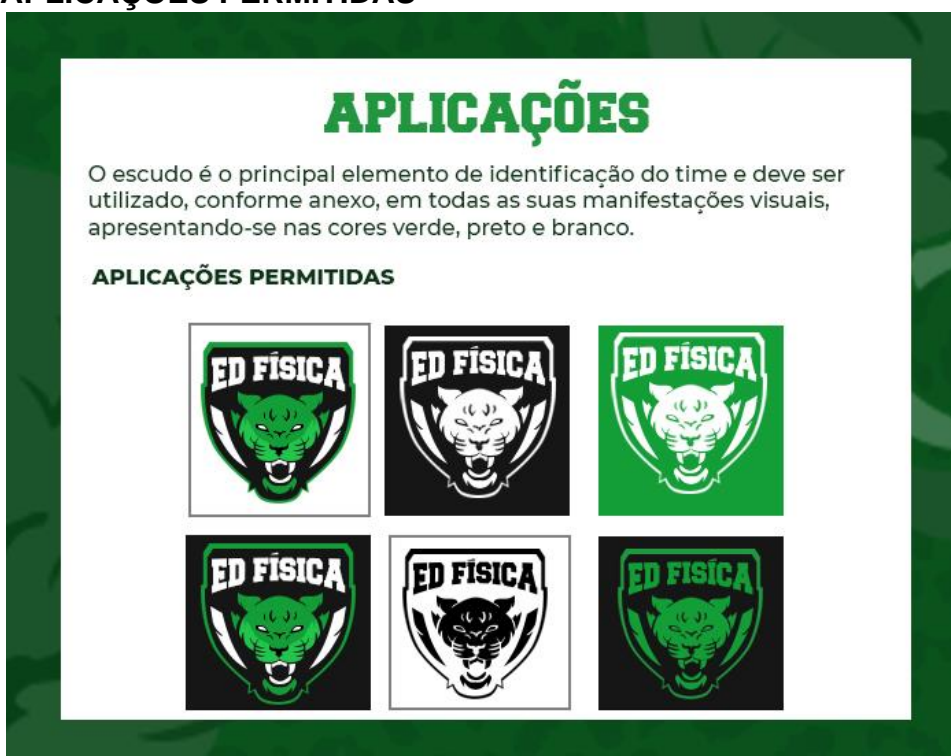 APLICAÇÕES PERMITIDAS
APLICAÇÕES
O escudo é o principal elemento de identificação do time e deve ser
utilizado, conforme anexo, em todas as suas manifestações visuais,
apresentando-se nas cores verde, preto e branco.
APLICAÇÕES PERMITIDAS
ED FÍSICA
ED FÍSICA
ED FÍSICA
ED FÍSICA
ED FÍSICA
ED FÍSICA